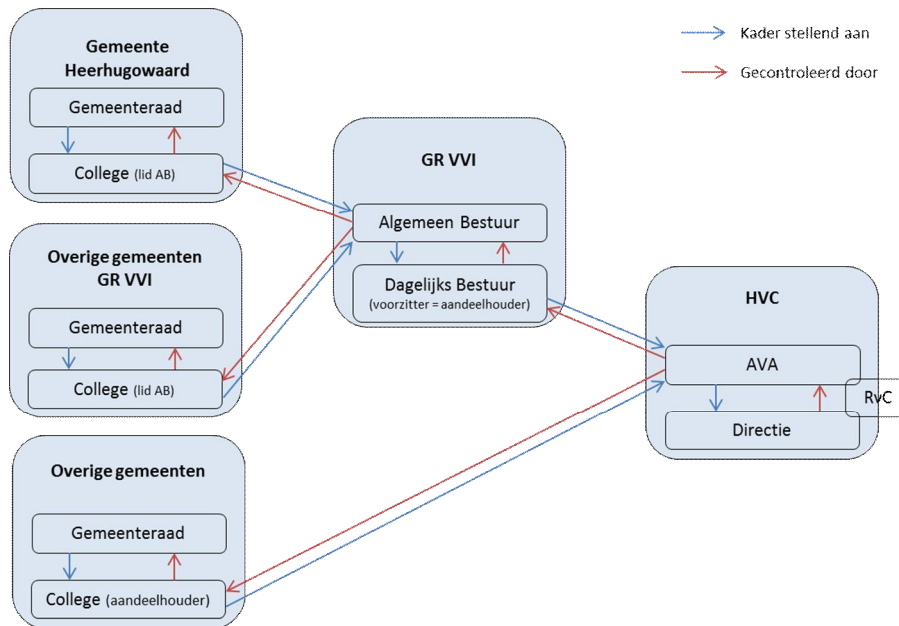 Gemeente
Heerhugowaard
Gemeenteraad
College (lid AB)
Overige gemeenten
GR VVI
Gemeenteraad
College (lid AB)
Overige gemeenten
Gemeenteraad
College (aandeelhouder)
GR VVI
Algemeen Bestuur
Dagelijks Bestuur
(voorzitter = aandeelhouder)
HVC
AVA
RvC
Directie
Kader stellend aan
Gecontroleerd door